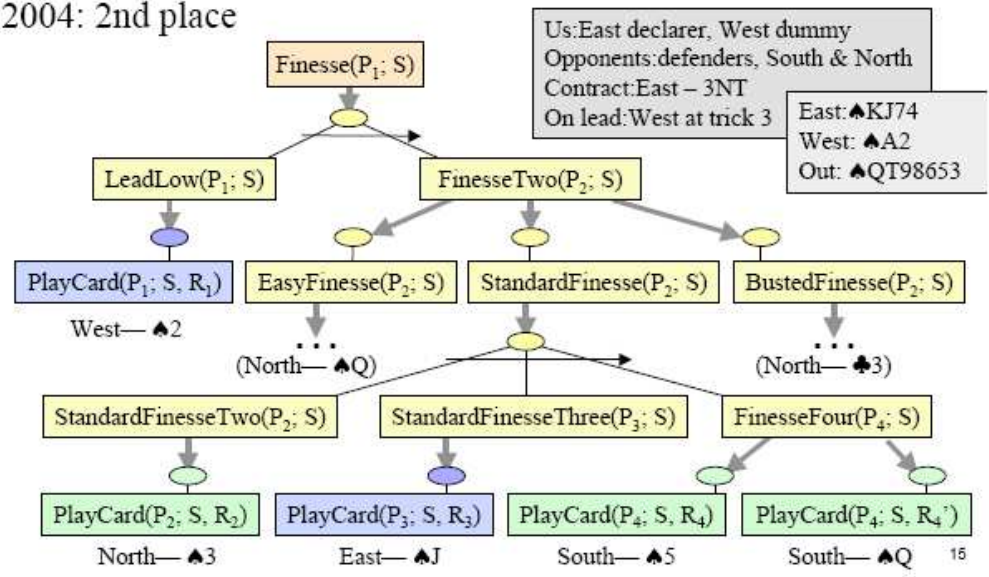 2004: 2nd place
Us:East declarer, West dummy
Opponents:defenders, South & North
Contract:East – 3NT
On lead:West at trick 3
East:♠KJ74
West: ♠A2
Out: ♠QT98653
Finesse(P₁; S)
LeadLow(P₁; S)
FinesseTwo(P₂; S)
PlayCard(P₁; S, R₁)
EasyFinesse(P₂; S)
StandardFinesse(P₂; S)
BustedFinesse(P₂; S)
West— ♠2
. . .
(North— ♠Q)
. . .
(North— ♣3)
StandardFinesseTwo(P₂; S)
StandardFinesseThree(P₃; S)
FinesseFour(P₄; S)
PlayCard(P₂; S, R₂)
PlayCard(P₃; S, R₃)
PlayCard(P₄; S, R₄)
PlayCard(P₄; S, R₄’)
North— ♠3
East— ♠J
South— ♠5
South— ♠Q
15